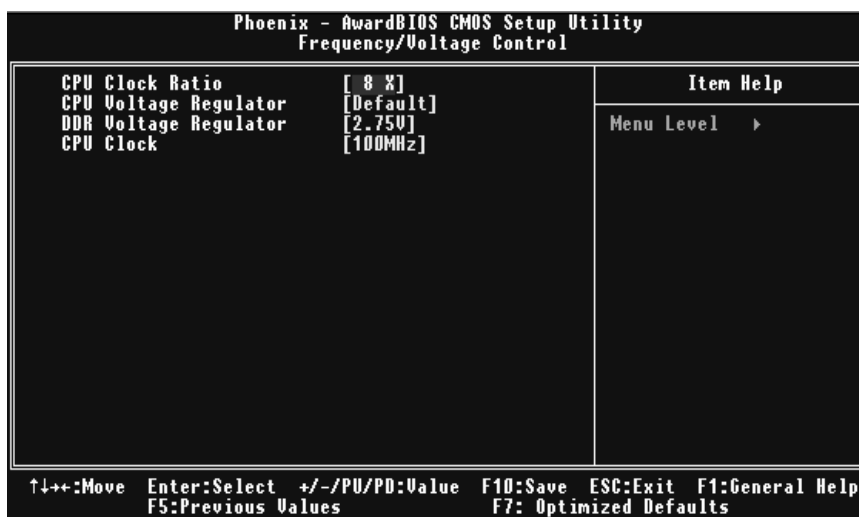 Phoenix - AwardBIOS CMOS Setup Utility
Frequency/Voltage Control
CPU Clock Ratio [ 8 X]
CPU Voltage Regulator [Default]
DDR Voltage Regulator [2.75V]
CPU Clock [100MHz]
Item Help
Menu Level ▸
↑↓→←:Move Enter:Select +/-/PU/PD:Value F10:Save ESC:Exit F1:General Help
F5:Previous Values F7: Optimized Defaults